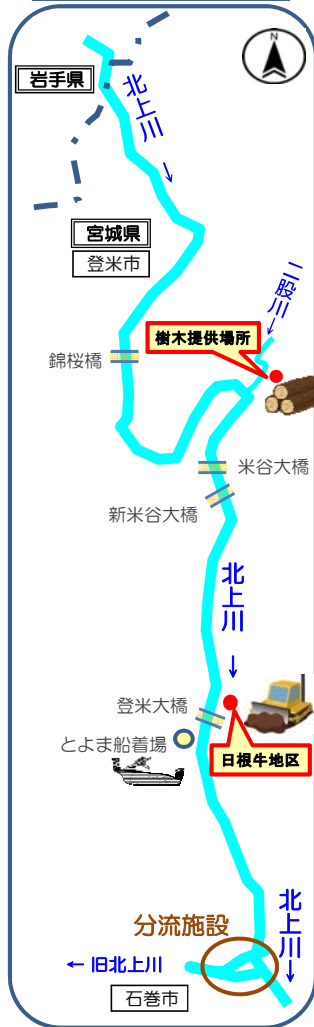 N
岩手県
北上川
↓
宮城県
登米市
二股川
↓
樹木提供場所
錦桜橋
米谷大橋
新米谷大橋
北上川
↓
登米大橋
とよま船着場
日根牛地区
北上川
↓
分流施設
← 旧北上川
石巻市